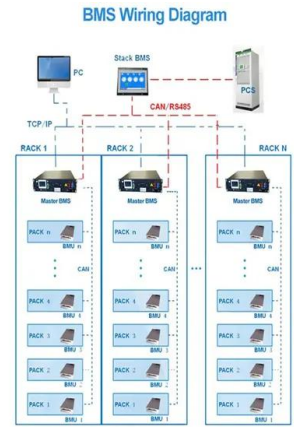 BMS Wiring Diagram
PC
Stack BMS
PCS
CAN/RS485
TCP/IP
RACK 1
RACK 2
RACK N
Master BMS
Master BMS
Master BMS
PACK n
BMU n
PACK n
BMU n
PACK n
BMU n
CAN
CAN
CAN
...
PACK 4
BMU 4
PACK 4
BMU 4
PACK 4
BMU 4
PACK 3
BMU 3
PACK 3
BMU 3
PACK 3
BMU 3
PACK 2
BMU 2
PACK 2
BMU 2
PACK 2
BMU 2
PACK 1
BMU 1
PACK 1
BMU 1
PACK 1
BMU 1